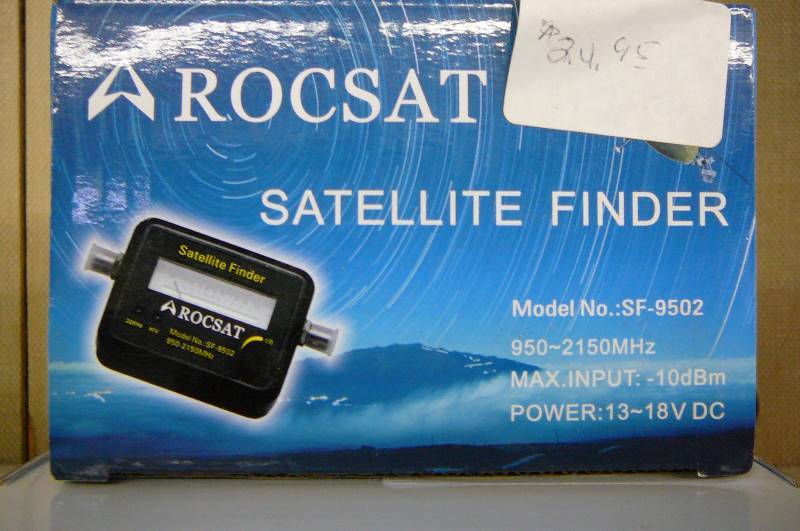 ROCSAT
$24.95
SATELLITE FINDER
Satellite Finder
ROCSAT
Model No.:SF-9502
950-2150MHz
Model No.:SF-9502
950~2150MHz
MAX.INPUT: -10dBm
POWER:13~18V DC